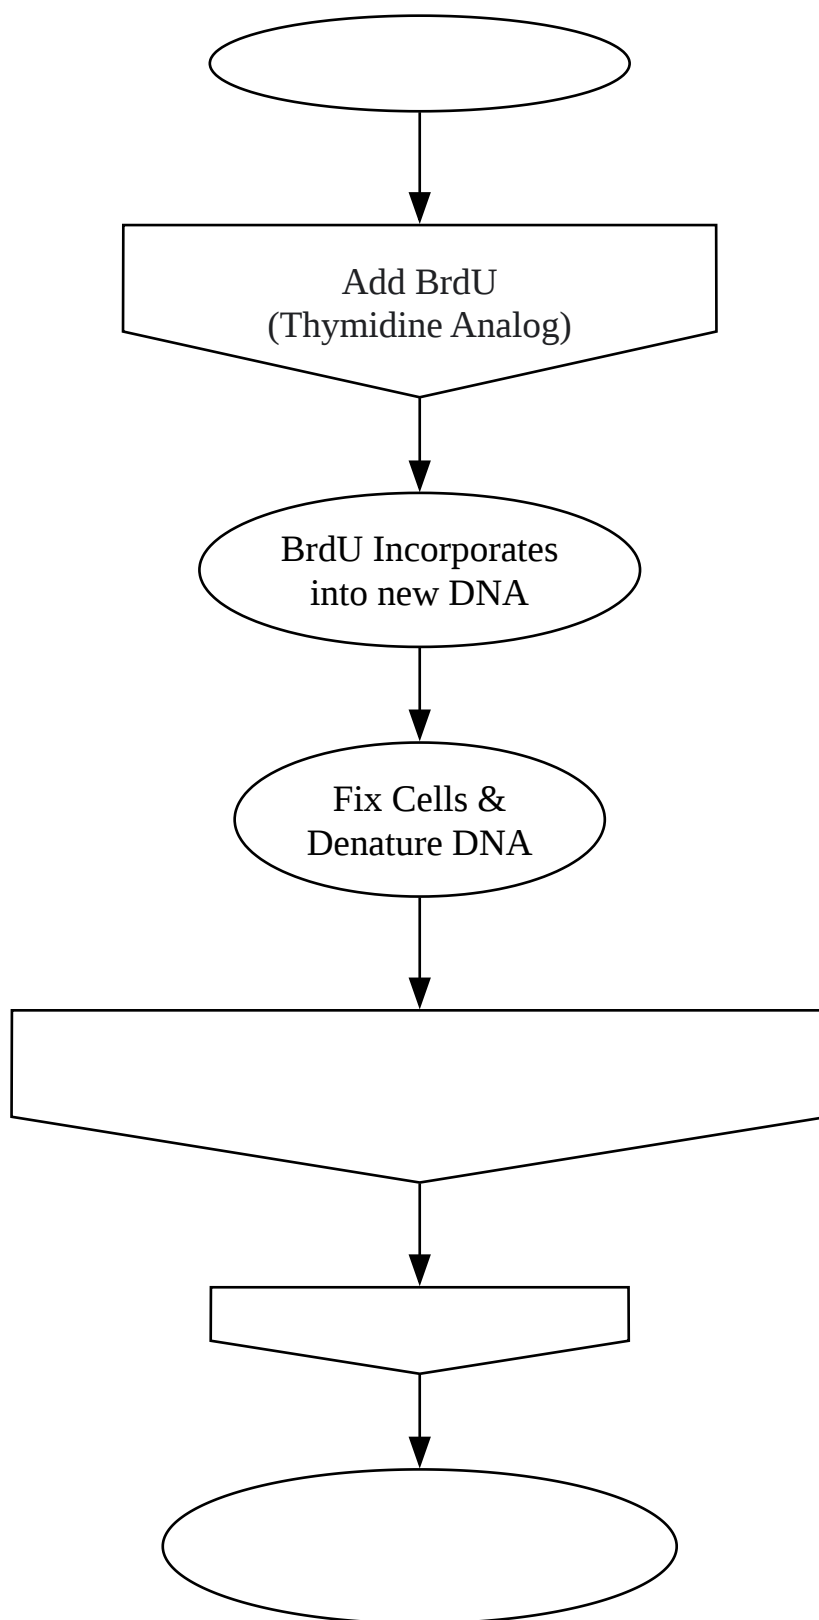 Add BrdU
(Thymidine Analog)
BrdU Incorporates
into new DNA
Fix Cells &
Denature DNA